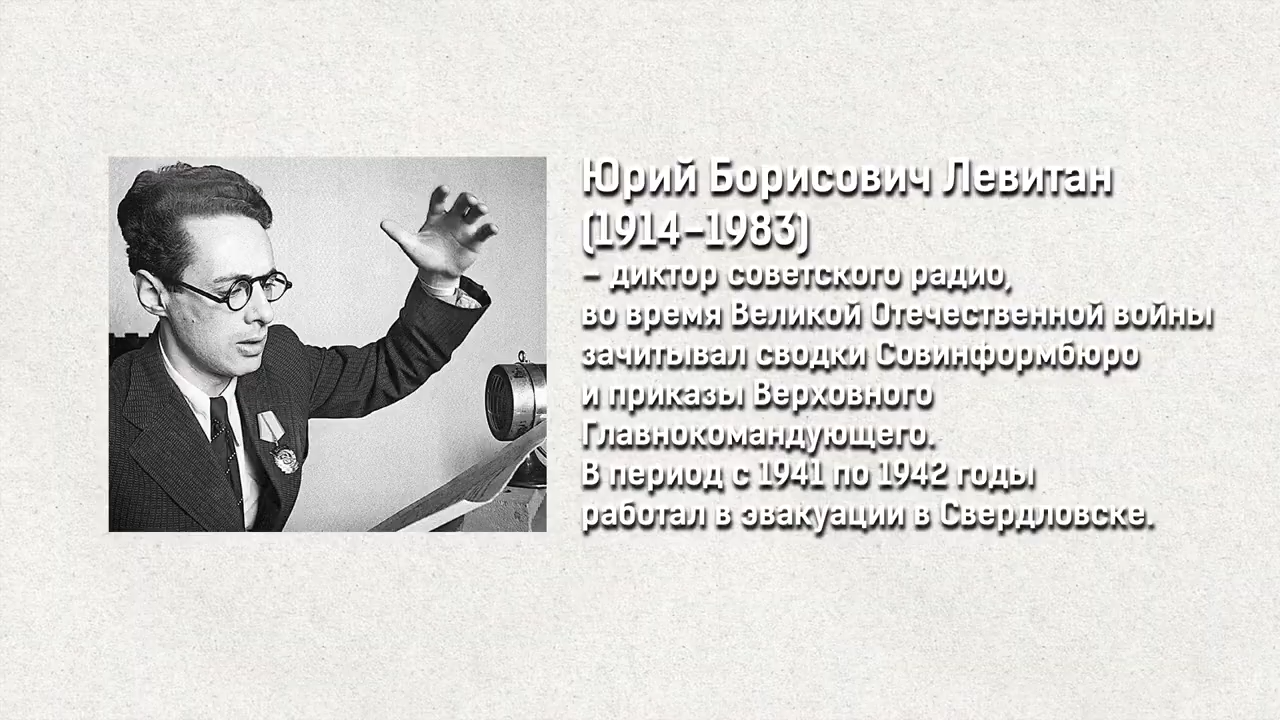 Юрий Борисович Левитан
(1914–1983)
– диктор советского радио,
во время Великой Отечественной войны
зачитывал сводки Совинформбюро
и приказы Верховного
Главнокомандующего.
В период с 1941 по 1942 годы
работал в эвакуации в Свердловске.